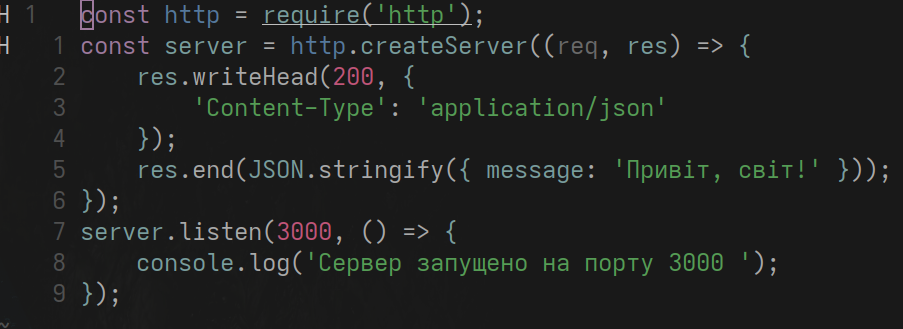 H 1 const http = require('http');
H 1 const server = http.createServer((req, res) => {
2 res.writeHead(200, {
3 'Content-Type': 'application/json'
4 });
5 res.end(JSON.stringify({ message: 'Привіт, світ!' }));
6 });
7 server.listen(3000, () => {
8 console.log('Сервер запущено на порту 3000 ');
9 });
~